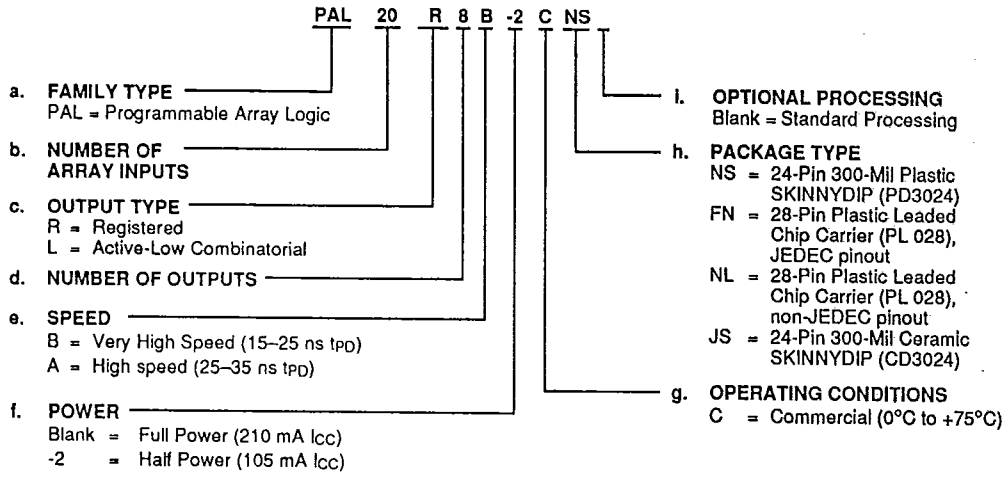 PAL 20 R 8 B -2 C NS
a. FAMILY TYPE
PAL = Programmable Array Logic
b. NUMBER OF
ARRAY INPUTS
c. OUTPUT TYPE
R = Registered
L = Active-Low Combinatorial
d. NUMBER OF OUTPUTS
e. SPEED
B = Very High Speed (15–25 ns tPD)
A = High speed (25–35 ns tPD)
f. POWER
Blank = Full Power (210 mA ICC)
-2 = Half Power (105 mA ICC)
i. OPTIONAL PROCESSING
Blank = Standard Processing
h. PACKAGE TYPE
NS = 24-Pin 300-Mil Plastic
SKINNYDIP (PD3024)
FN = 28-Pin Plastic Leaded
Chip Carrier (PL 028),
JEDEC pinout
NL = 28-Pin Plastic Leaded
Chip Carrier (PL 028),
non-JEDEC pinout
JS = 24-Pin 300-Mil Ceramic
SKINNYDIP (CD3024)
g. OPERATING CONDITIONS
C = Commercial (0°C to +75°C)